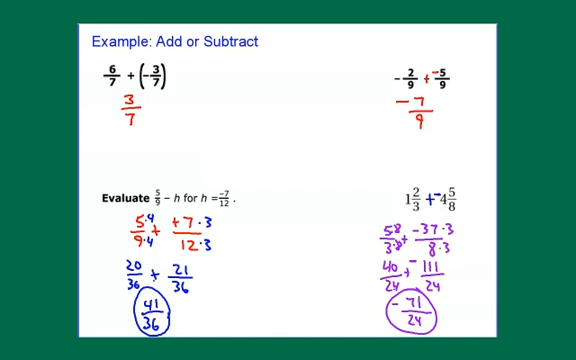 Example: Add or Subtract
6/7 + (-3/7)
3/7
-2/9 + -5/9
-7/9
Evaluate 5/9 – h for h = -7/12 .
5·4/9·4 + +7·3/12·3
20/36 + 21/36
41/36
1 2/3 + -4 5/8
5·8/3·8 + -37·3/8·3
40/24 + -111/24
-71/24